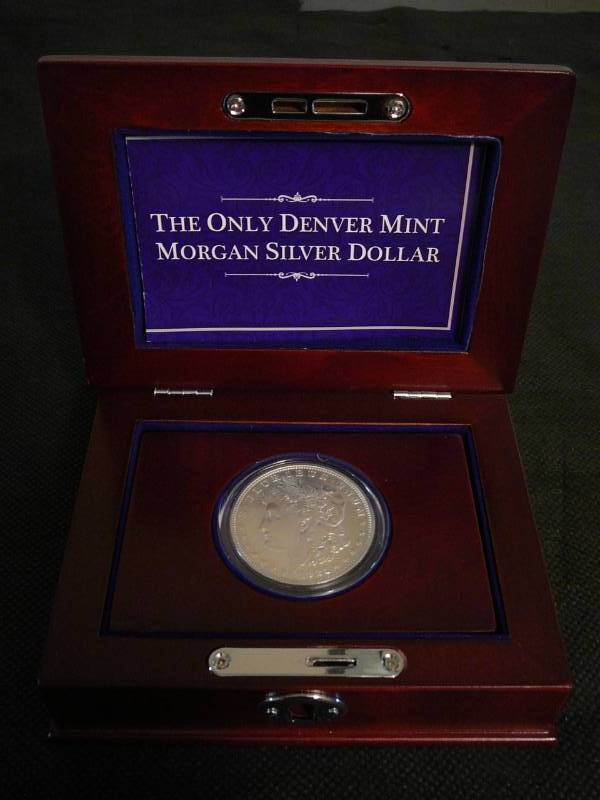 THE ONLY DENVER MINT
MORGAN SILVER DOLLAR